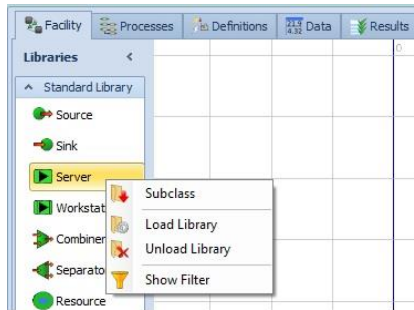 Facility Processes Definitions Data Results
Libraries <
Standard Library
Source
Sink
Server
Subclass
Workstat
Load Library
Combiner
Unload Library
Separato
Show Filter
Resource
0